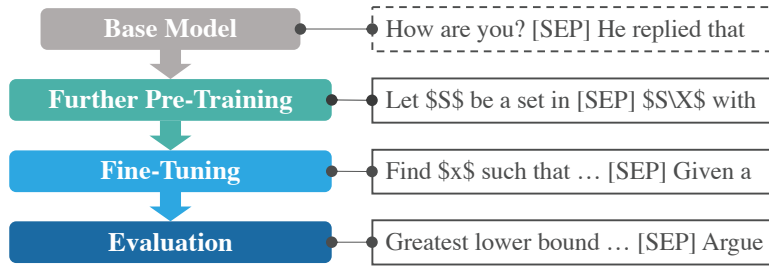 Base Model
How are you? [SEP] He replied that
Further Pre-Training
Let $S$ be a set in [SEP] $S\X$ with
Fine-Tuning
Find $x$ such that … [SEP] Given a
Evaluation
Greatest lower bound … [SEP] Argue